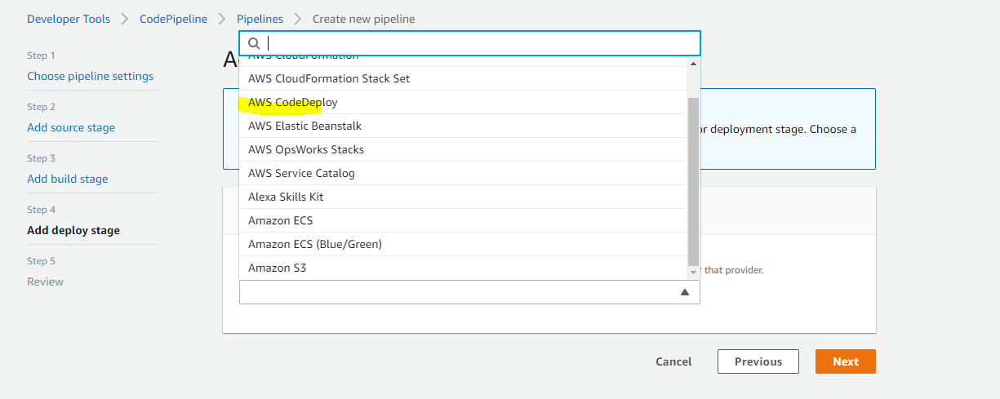 Developer Tools > CodePipeline > Pipelines > Create new pipeline
Step 1
Choose pipeline settings
Step 2
Add source stage
Step 3
Add build stage
Step 4
Add deploy stage
Step 5
Review
A
AWS CloudFormation
AWS CloudFormation Stack Set
AWS CodeDeploy
AWS Elastic Beanstalk
AWS OpsWorks Stacks
AWS Service Catalog
Alexa Skills Kit
Amazon ECS
Amazon ECS (Blue/Green)
Amazon S3
or deployment stage. Choose a
that provider.
Cancel
Previous
Next